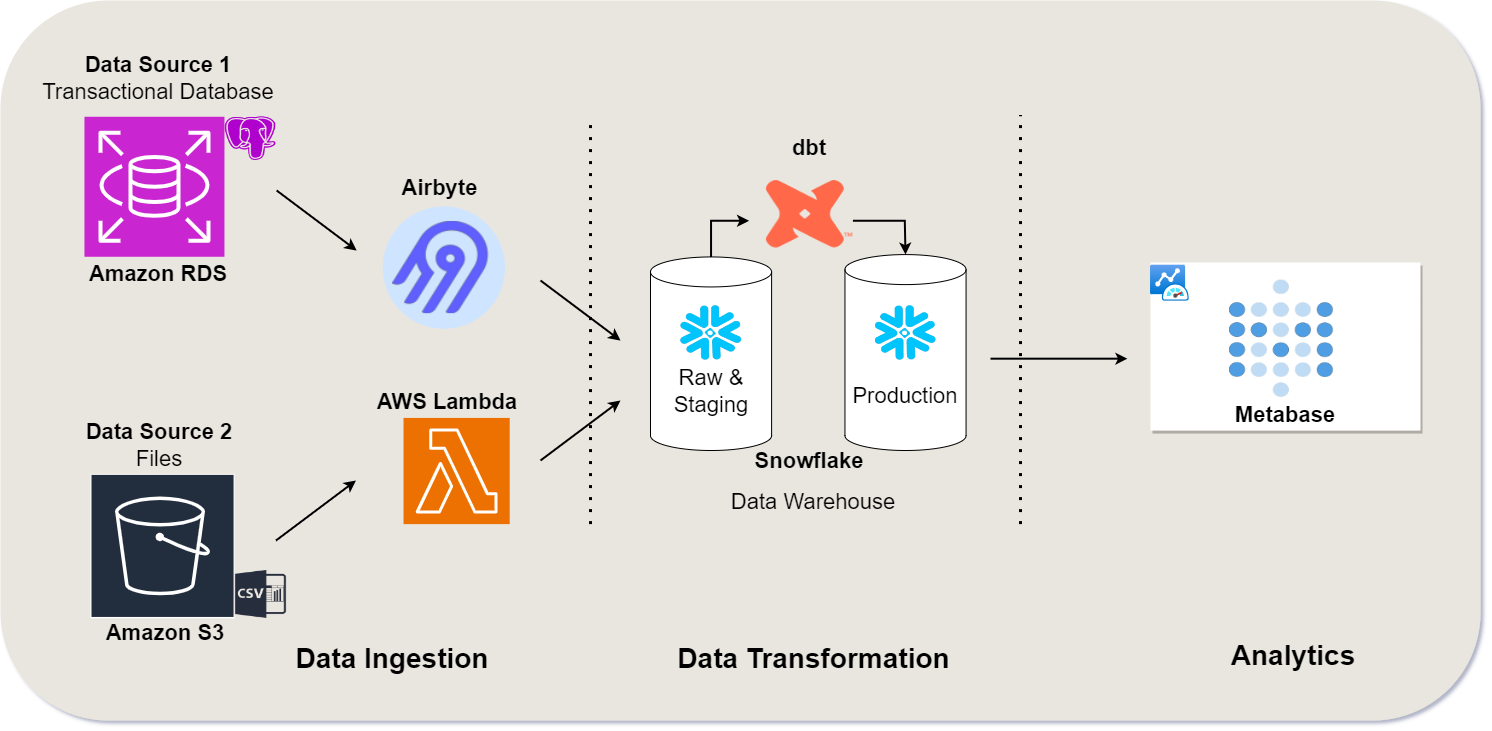 Data Source 1
Transactional Database
Amazon RDS
Airbyte
Data Source 2
Files
CSV
Amazon S3
AWS Lambda
Data Ingestion
dbt
TM
Raw &
Staging
Production
Snowflake
Data Warehouse
Data Transformation
Metabase
Analytics